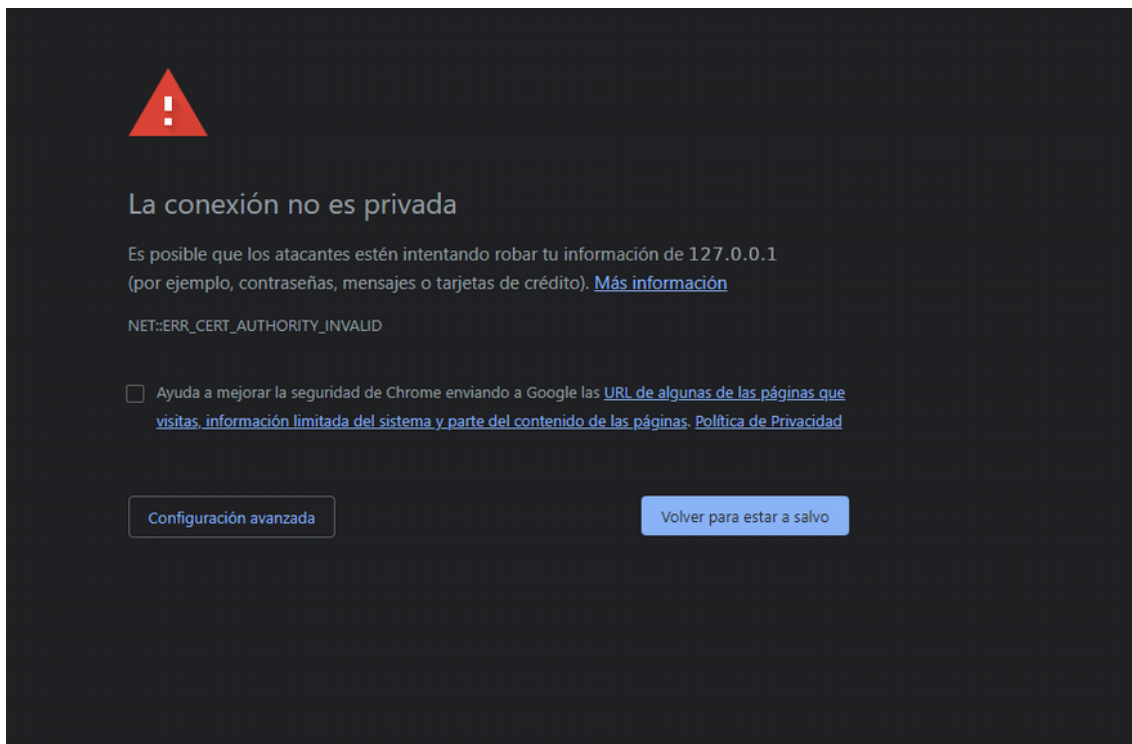 La conexión no es privada
Es posible que los atacantes estén intentando robar tu información de 127.0.0.1
(por ejemplo, contraseñas, mensajes o tarjetas de crédito). Más información
NET::ERR_CERT_AUTHORITY_INVALID
Ayuda a mejorar la seguridad de Chrome enviando a Google las URL de algunas de las páginas que
visitas, información limitada del sistema y parte del contenido de las páginas. Política de Privacidad
Configuración avanzada
Volver para estar a salvo